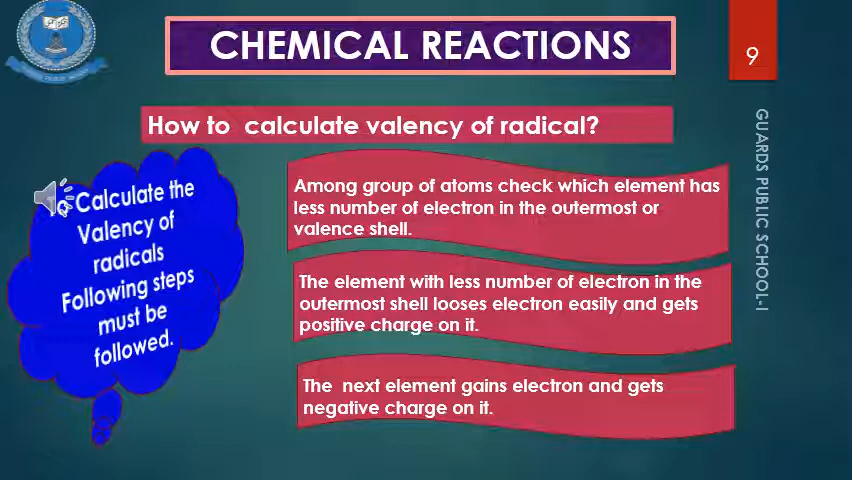 CHEMICAL REACTIONS
9
How to calculate valency of radical?
Calculate the
Valency of
radicals
Following steps
must be
followed.
Among group of atoms check which element has
less number of electron in the outermost or
valence shell.
The element with less number of electron in the
outermost shell looses electron easily and gets
positive charge on it.
The next element gains electron and gets
negative charge on it.
GUARDS PUBLIC SCHOOL-I